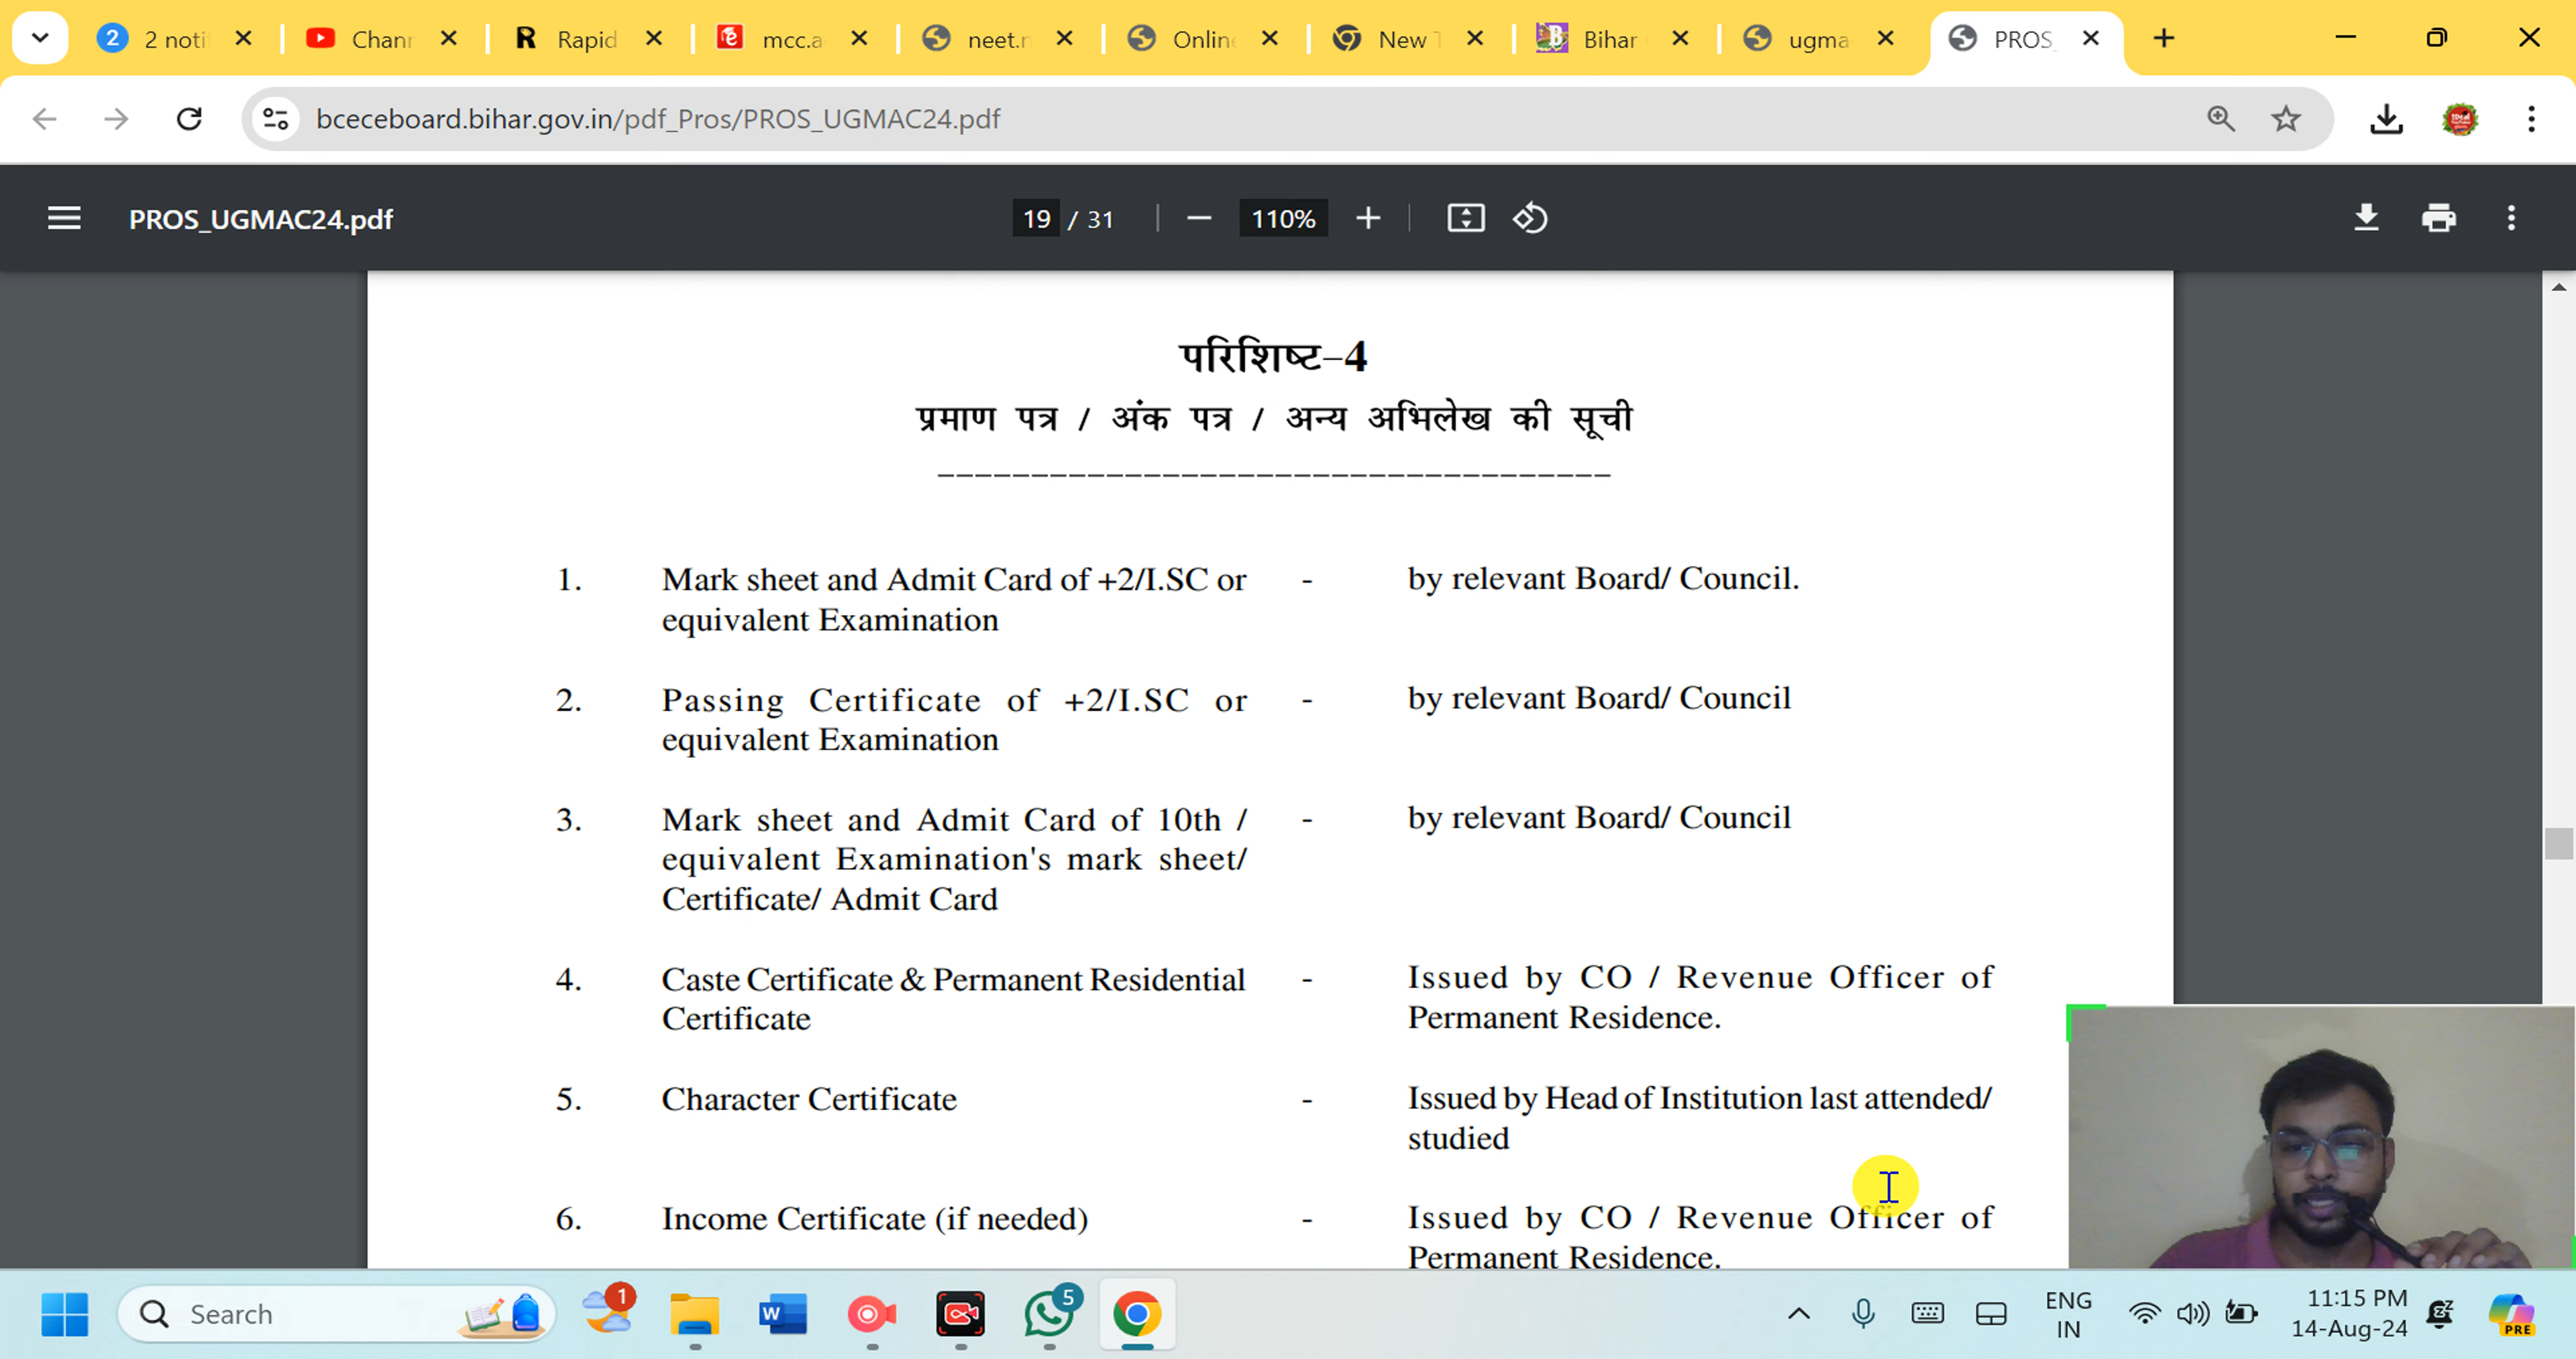 2 2 noti Chann R Rapid mcc.a neet.n Online New T B Bihar ugma PROS_
bceceboard.bihar.gov.in/pdf_Pros/PROS_UGMAC24.pdf
PROS_UGMAC24.pdf 19 / 31 110%
परिशिष्ट–4
प्रमाण पत्र / अंक पत्र / अन्य अभिलेख की सूची
1. Mark sheet and Admit Card of +2/I.SC or - by relevant Board/ Council.
equivalent Examination
2. Passing Certificate of +2/I.SC or - by relevant Board/ Council
equivalent Examination
3. Mark sheet and Admit Card of 10th / - by relevant Board/ Council
equivalent Examination's mark sheet/
Certificate/ Admit Card
4. Caste Certificate & Permanent Residential - Issued by CO / Revenue Officer of
Certificate Permanent Residence.
5. Character Certificate - Issued by Head of Institution last attended/
studied
6. Income Certificate (if needed) - Issued by CO / Revenue Officer of
Permanent Residence.
Search 1 W 5 ENG 11:15 PM
IN 14-Aug-24 PRE